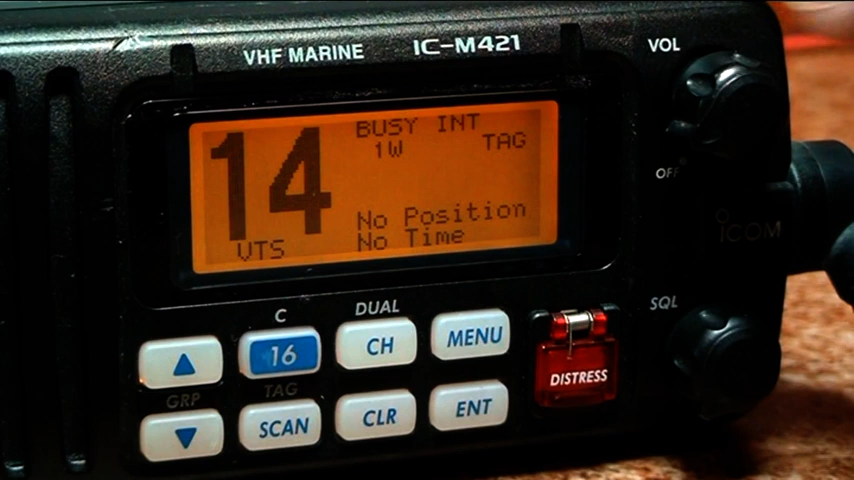 VHF MARINE IC-M421 VOL
14 BUSY INT
1W TAG
OFF
ICOM
No Position
VTS No Time
C DUAL SQL
16 CH MENU
DISTRESS
GRP TAG
SCAN CLR ENT